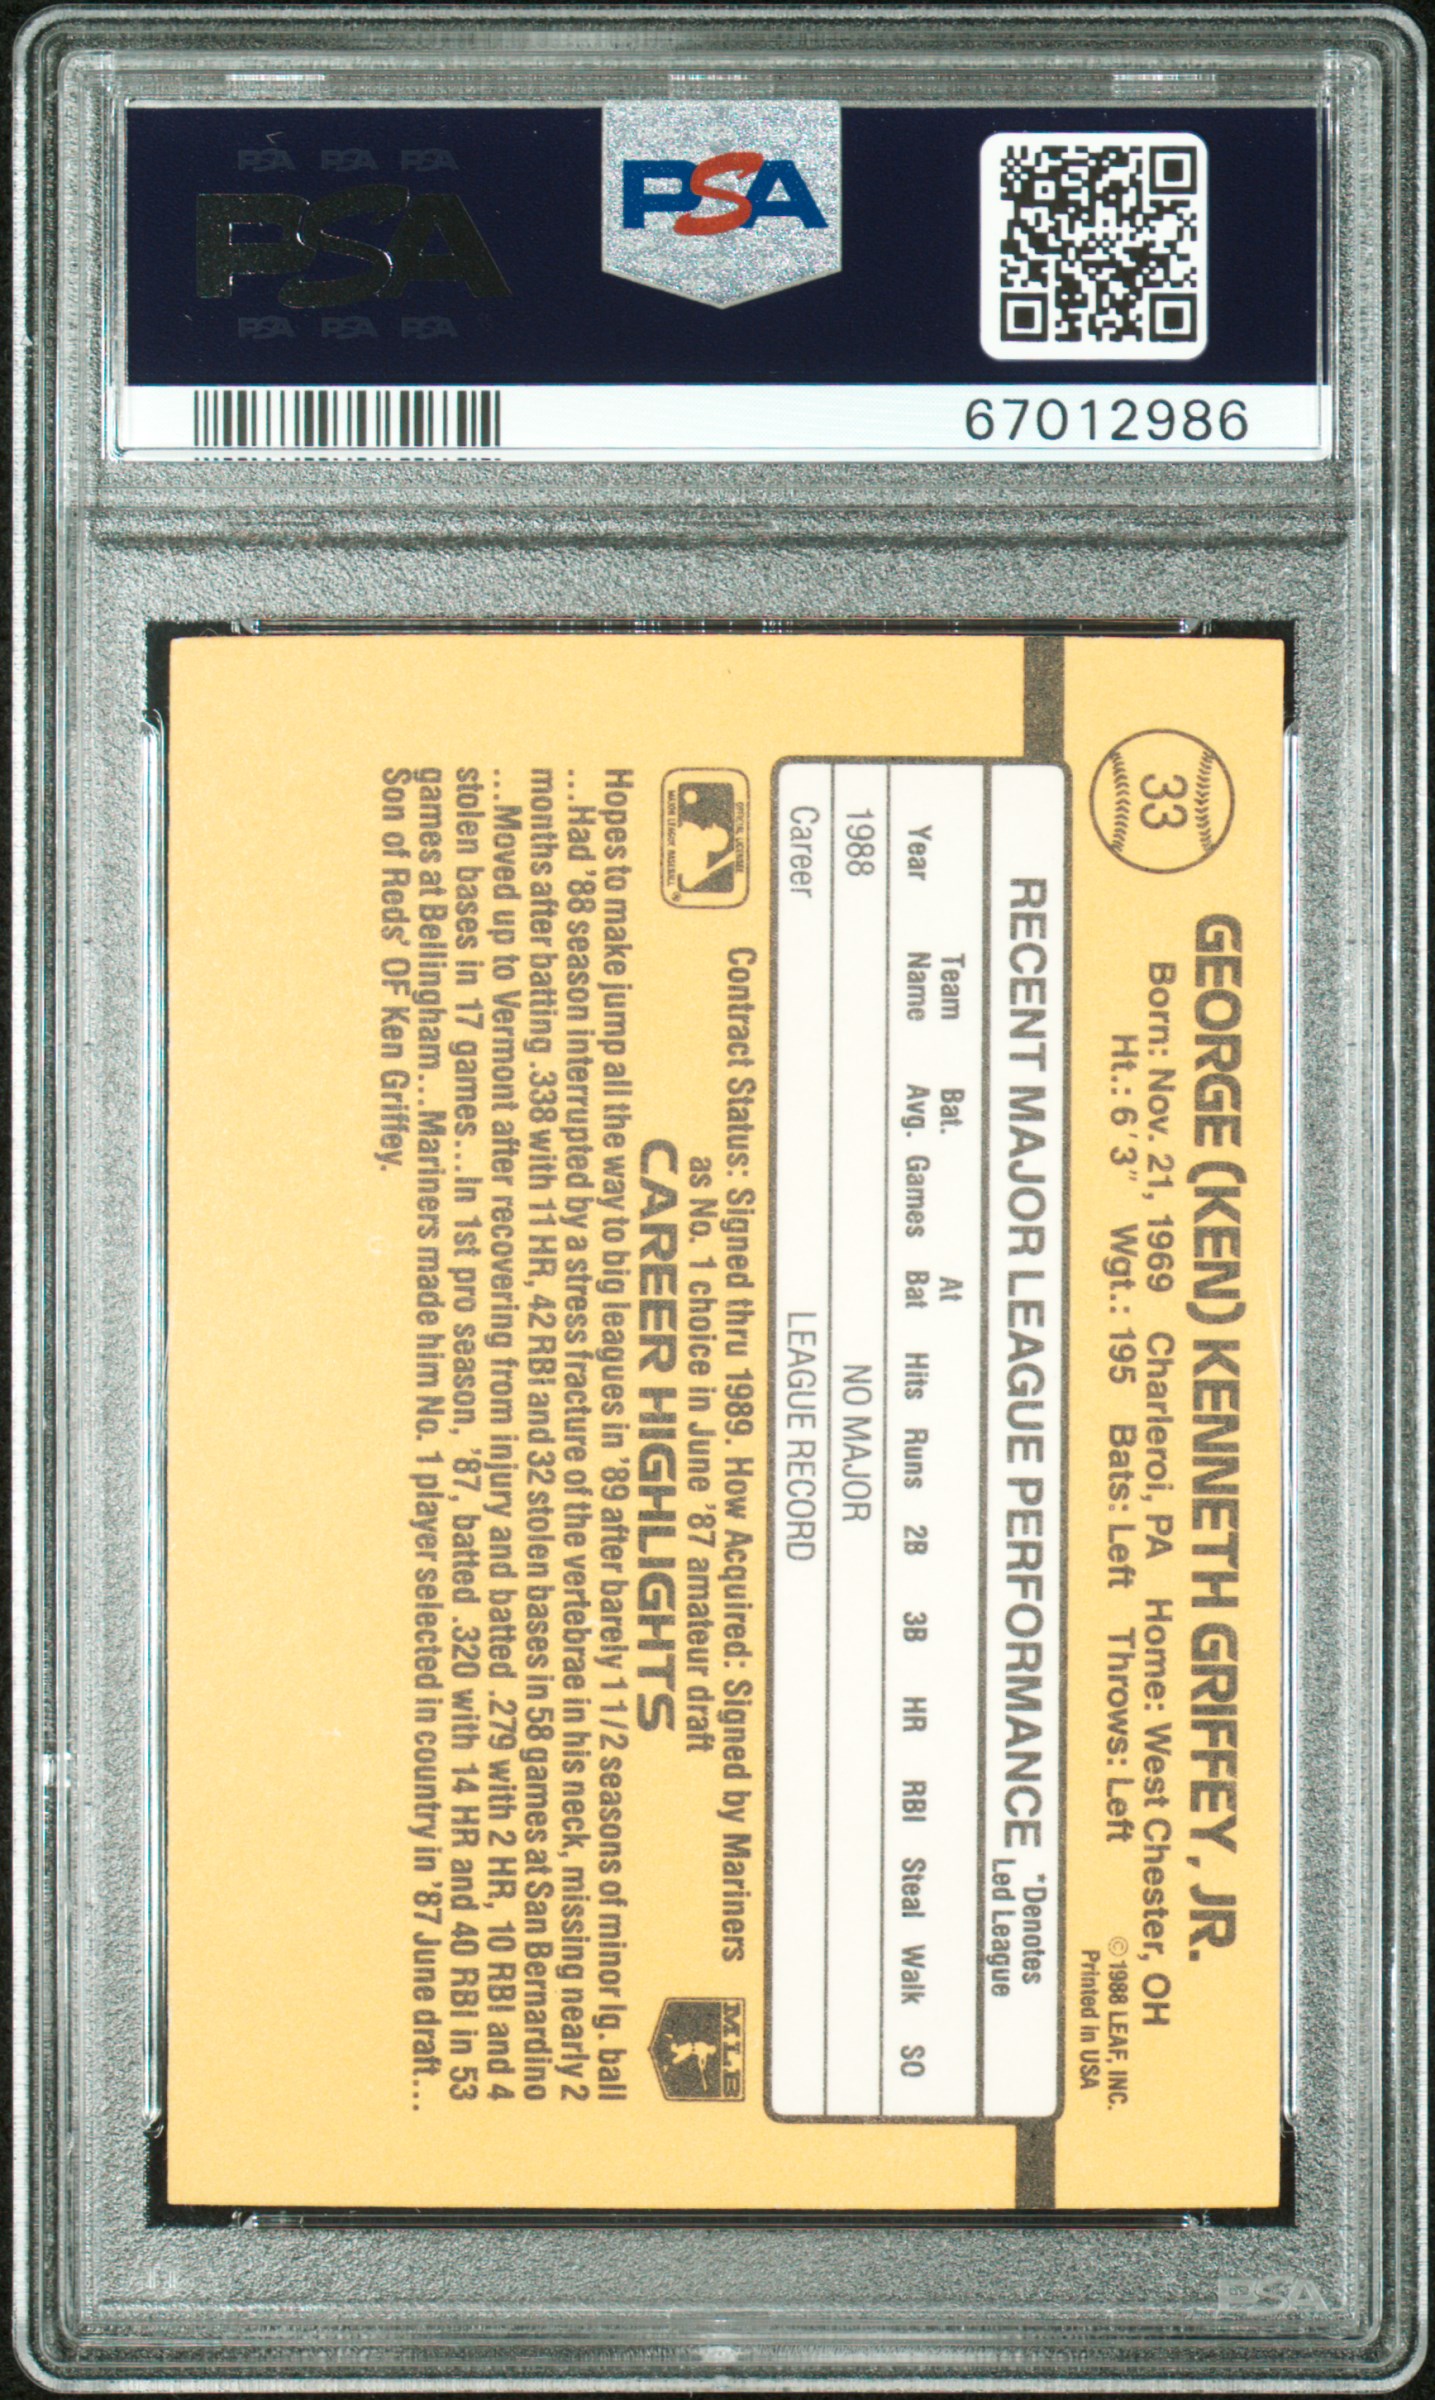 PSA PSA PSA
PSA
PSA PSA PSA
PSA
67012986
33
GEORGE (KEN) KENNETH GRIFFEY, JR.
Born: Nov. 21, 1969 Charleroi, PA Home: West Chester, OH
Ht.: 6'3" Wgt.: 195 Bats: Left Throws: Left
© 1988 LEAF, INC.
Printed in USA
RECENT MAJOR LEAGUE PERFORMANCE
*Denotes
Led League
Year Team Name Bat. Avg. Games At Bat Hits Runs 2B 3B HR RBI Steal Walk SO
1988 NO MAJOR
Career LEAGUE RECORD
OFFICIAL LICENSEE
MAJOR LEAGUE BASEBALL ®
Contract Status: Signed thru 1989. How Acquired: Signed by Mariners
as No. 1 choice in June '87 amateur draft
MLB
CAREER HIGHLIGHTS
Hopes to make jump all the way to big leagues in '89 after barely 1 1/2 seasons of minor lg. ball
...Had '88 season interrupted by a stress fracture of the vertebrae in his neck, missing nearly 2
months after batting .338 with 11 HR, 42 RBI and 32 stolen bases in 58 games at San Bernardino
...Moved up to Vermont after recovering from injury and batted .279 with 2 HR, 10 RBI and 4
stolen bases in 17 games...In 1st pro season, '87, batted .320 with 14 HR and 40 RBI in 53
games at Bellingham...Mariners made him No. 1 player selected in country in '87 June draft...
Son of Reds' OF Ken Griffey.
PSA